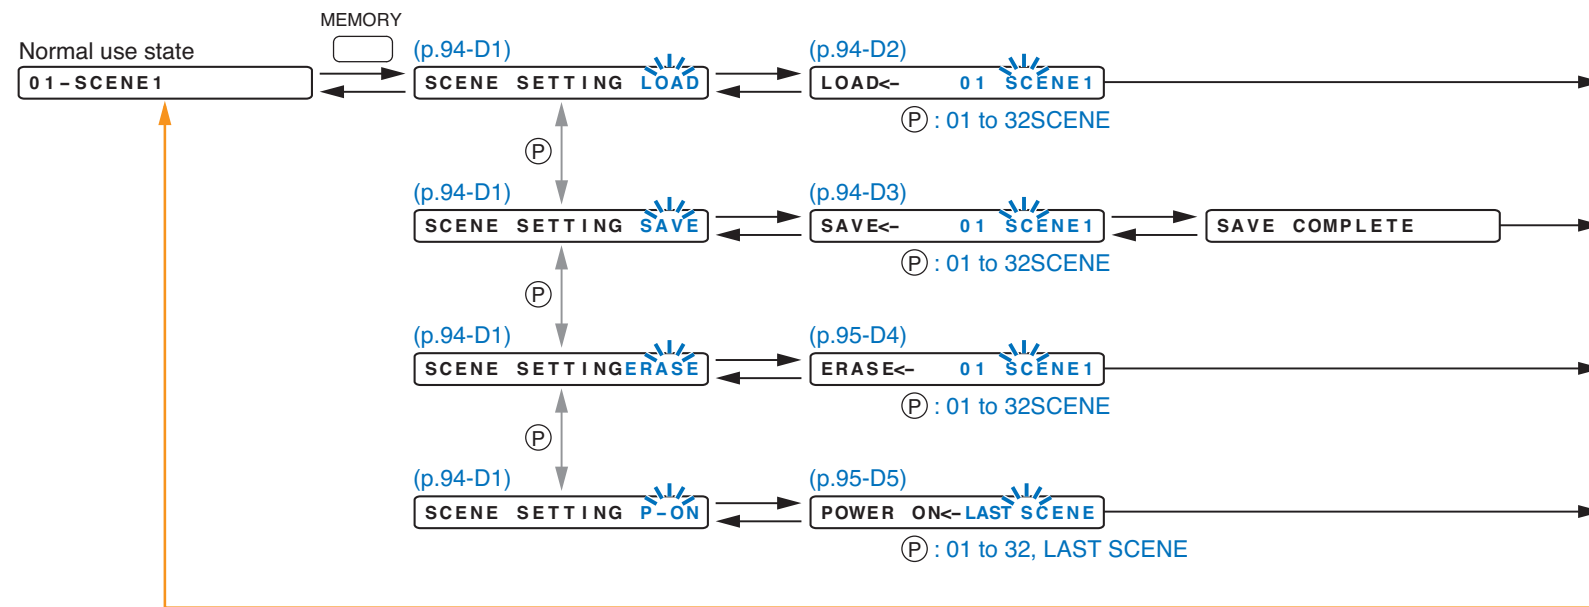 MEMORY
Normal use state
(p.94-D1)
(p.94-D2)
01-SCENE1
SCENE SETTING LOAD
LOAD<- 01 SCENE1
P : 01 to 32SCENE
P
(p.94-D1)
(p.94-D3)
SCENE SETTING SAVE
SAVE<- 01 SCENE1
SAVE COMPLETE
P : 01 to 32SCENE
P
(p.94-D1)
(p.95-D4)
SCENE SETTINGERASE
ERASE<- 01 SCENE1
P : 01 to 32SCENE
P
(p.94-D1)
(p.95-D5)
SCENE SETTING P-ON
POWER ON<-LAST SCENE
P : 01 to 32, LAST SCENE